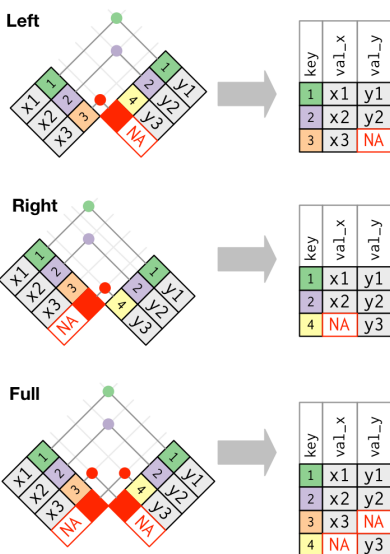 Left
1 x1
2 x2
3 x3
1 y1
2 y2
4 y3
NA
key val_x val_y
1 x1 y1
2 x2 y2
3 x3 NA
Right
1 x1
2 x2
3 x3
NA
1 y1
2 y2
4 y3
key val_x val_y
1 x1 y1
2 x2 y2
4 NA y3
Full
1 x1
2 x2
3 x3
NA
1 y1
2 y2
4 y3
NA
key val_x val_y
1 x1 y1
2 x2 y2
3 x3 NA
4 NA y3